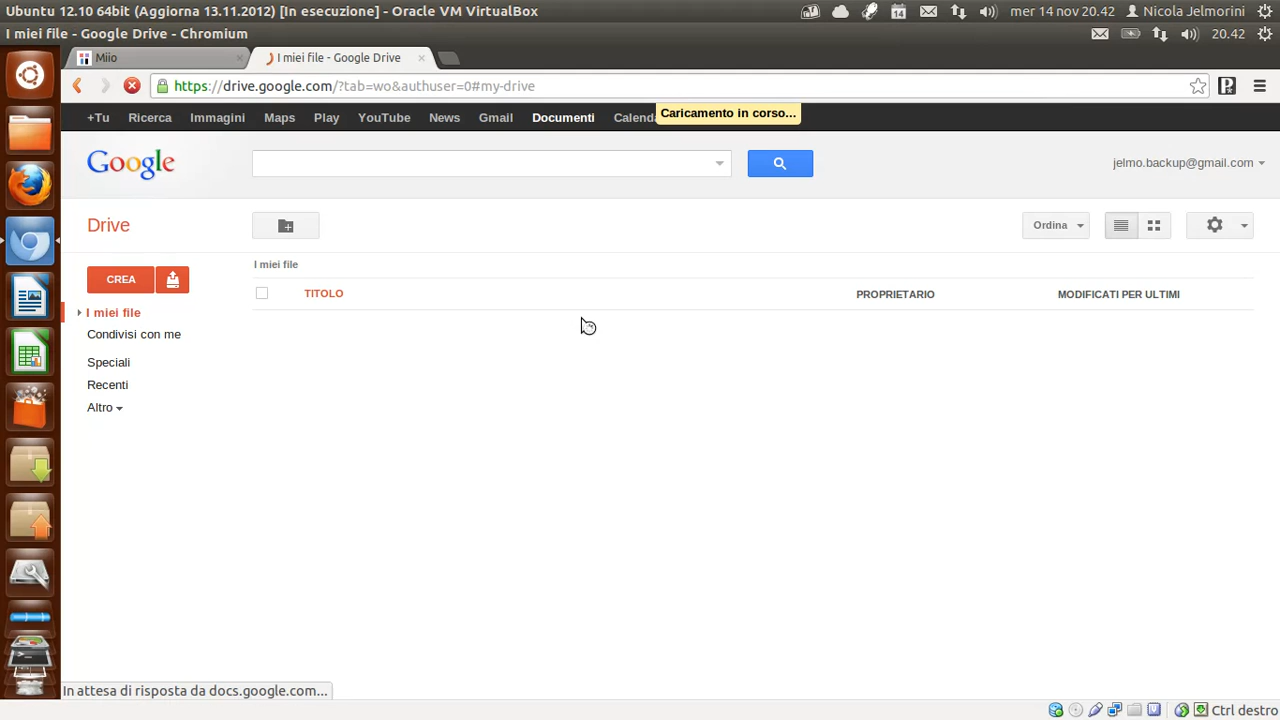 Ubuntu 12.10 64bit (Aggiorna 13.11.2012) [In esecuzione] - Oracle VM VirtualBox
14
mer 14 nov 20.42
Nicola Jelmorini
I miei file - Google Drive - Chromium
20.42
Miio
I miei file - Google Drive
https://drive.google.com/?tab=wo&authuser=0#my-drive
+Tu Ricerca Immagini Maps Play YouTube News Gmail Documenti
Caricamento in corso...
Google
jelmo.backup@gmail.com
Drive
Ordina
CREA
I miei file
TITOLO PROPRIETARIO MODIFICATI PER ULTIMI
I miei file
Condivisi con me
Speciali
Recenti
Altro
In attesa di risposta da docs.google.com...
Ctrl destro